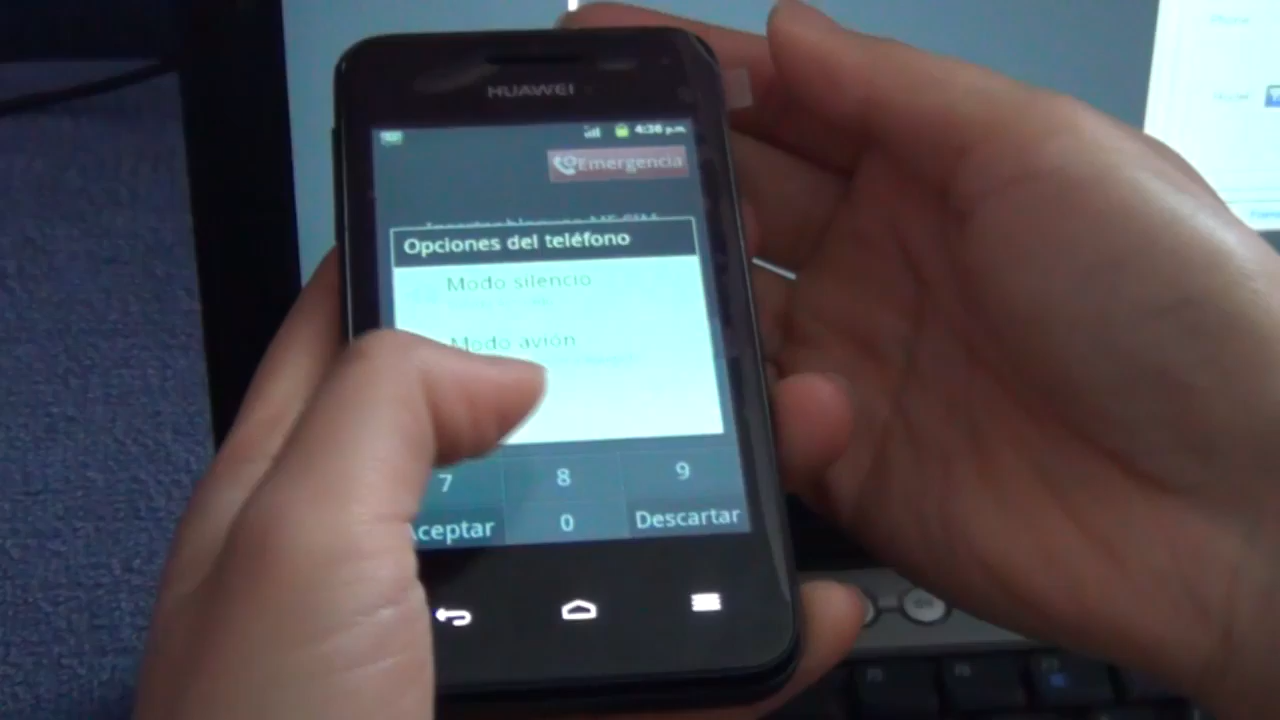 HUAWEI
4:36 p.m.
Emergencia
Opciones del teléfono
Modo silencio
Modo avión
7 8 9
Aceptar 0 Descartar